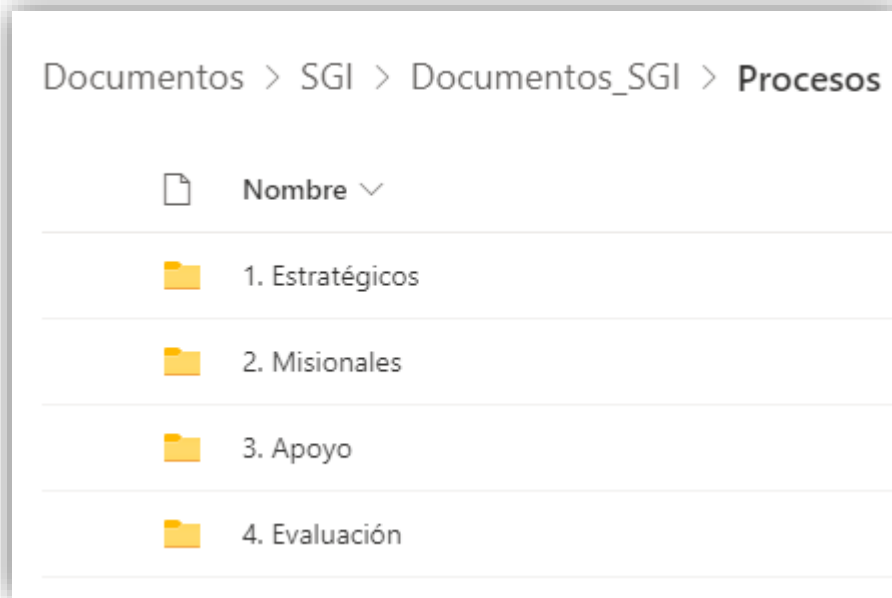 Documentos > SGI > Documentos_SGI > Procesos
Nombre
1. Estratégicos
2. Misionales
3. Apoyo
4. Evaluación